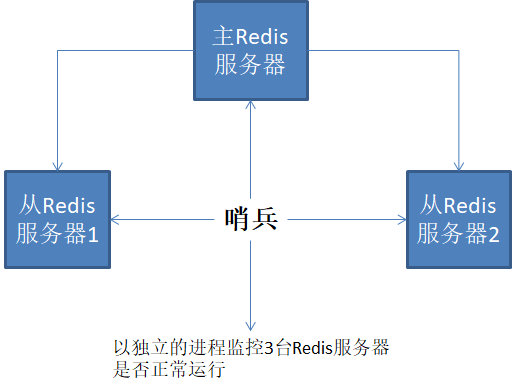 主Redis
服务器
从Redis
服务器1
哨兵
从Redis
服务器2
以独立的进程监控3台Redis服务器
是否正常运行